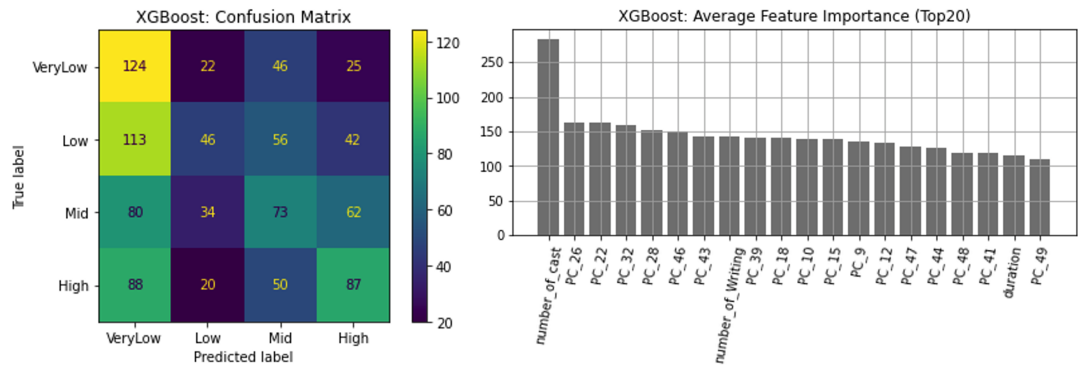 XGBoost: Confusion Matrix
VeryLow 124 22 46 25
Low 113 46 56 42
Mid 80 34 73 62
High 88 20 50 87
VeryLow Low Mid High
Predicted label
True label
120
100
80
60
40
20
XGBoost: Average Feature Importance (Top20)
250
200
150
100
50
0
number_of_cast
PC_26
PC_22
PC_32
PC_28
PC_46
PC_43
number_of_Writing
PC_39
PC_18
PC_10
PC_15
PC_9
PC_12
PC_47
PC_44
PC_48
PC_41
duration
PC_49